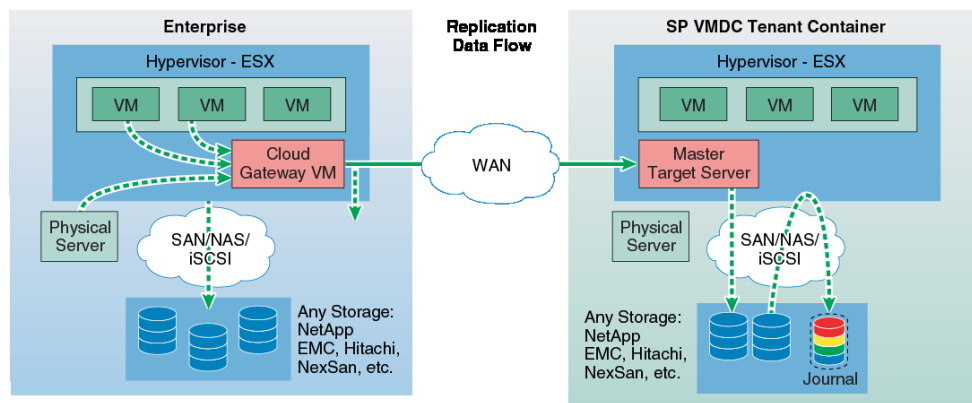 Enterprise
Hypervisor - ESX
VM
VM
VM
Cloud
Gateway VM
Physical
Server
SAN/NAS/
iSCSI
Any Storage:
NetApp
EMC, Hitachi,
NexSan, etc.
Replication
Data Flow
WAN
SP VMDC Tenant Container
Hypervisor - ESX
VM
VM
VM
Master
Target Server
Physical
Server
SAN/NAS/
iSCSI
Any Storage:
NetApp
EMC, Hitachi,
NexSan, etc.
Journal